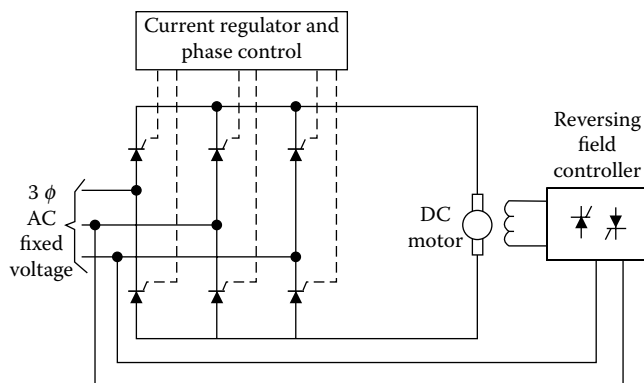 Current regulator and
phase control
Reversing
field
controller
3 ϕ
AC
fixed
voltage
DC
motor